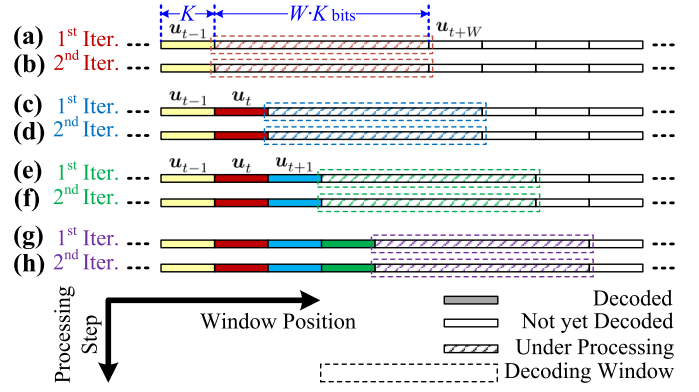 K W·K bits
u_{t−1} u_{t+W}
(a) 1st Iter.
(b) 2nd Iter.
u_{t−1} u_t
(c) 1st Iter.
(d) 2nd Iter.
u_{t−1} u_t u_{t+1}
(e) 1st Iter.
(f) 2nd Iter.
(g) 1st Iter.
(h) 2nd Iter.
Processing
Step
Window Position
Decoded
Not yet Decoded
Under Processing
Decoding Window